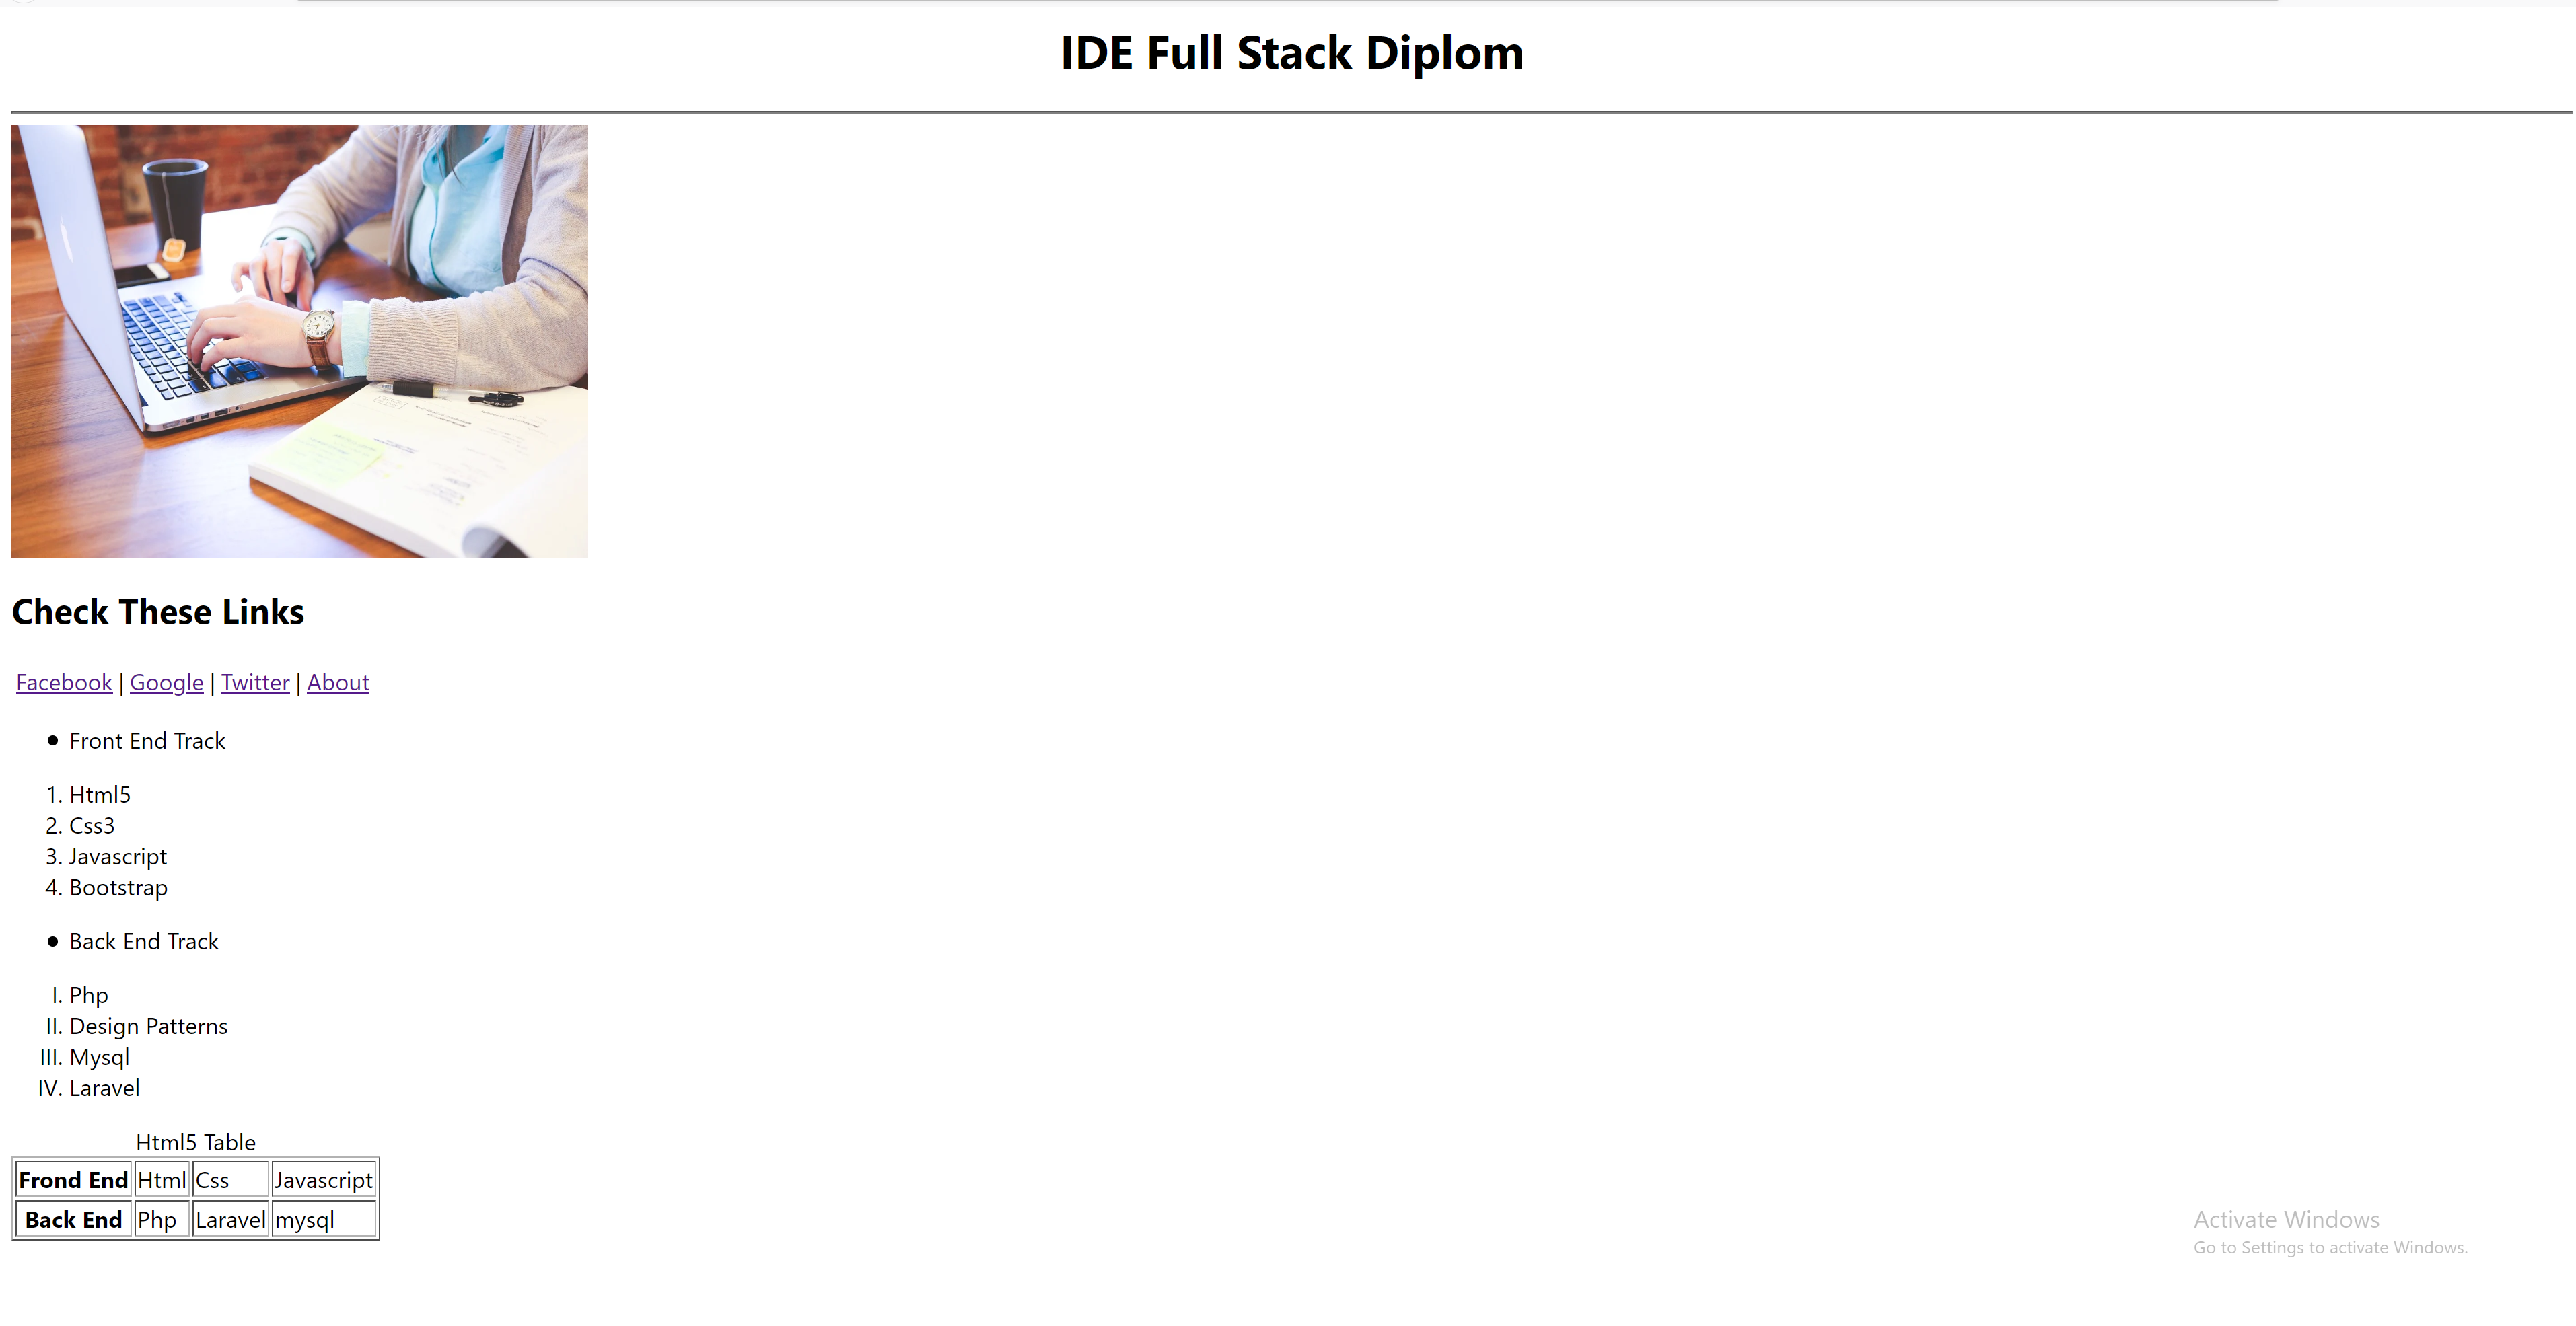 IDE Full Stack Diplom
Check These Links
Facebook | Google | Twitter | About
● Front End Track
1. Html5
2. Css3
3. Javascript
4. Bootstrap
● Back End Track
I. Php
II. Design Patterns
III. Mysql
IV. Laravel
Html5 Table
Frond End Html Css Javascript
Back End Php Laravel mysql
Activate Windows
Go to Settings to activate Windows.